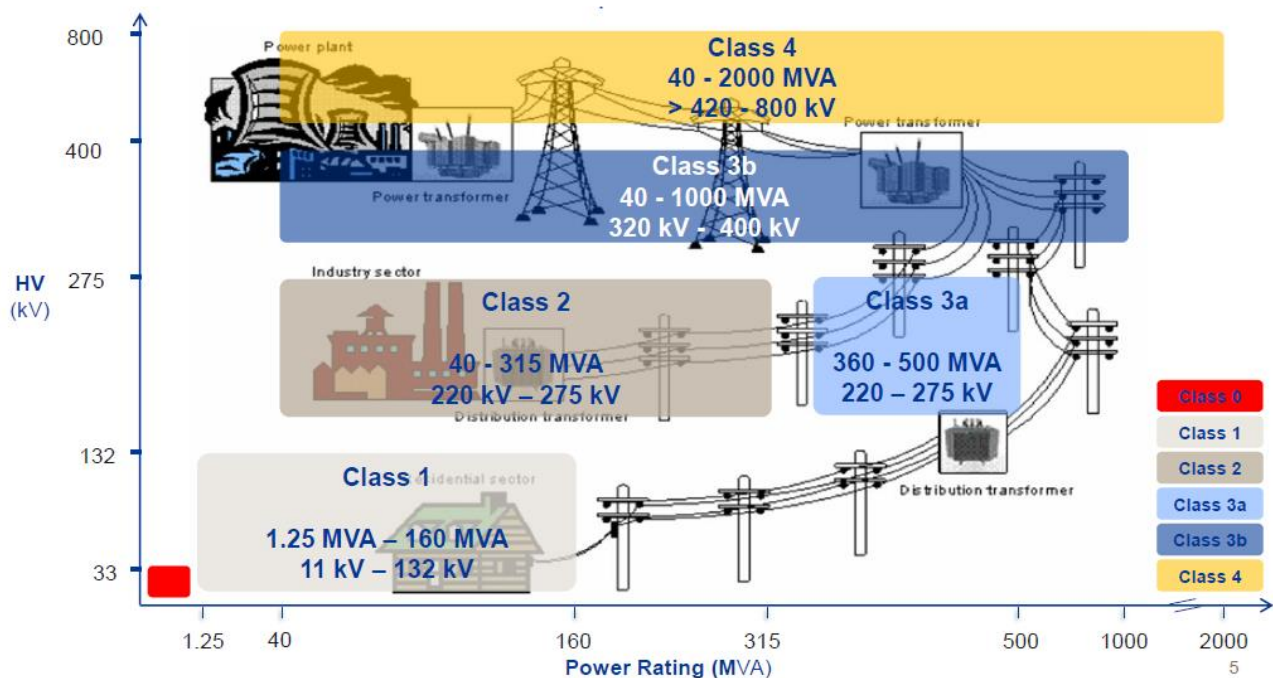 800
400
275
132
33
HV
(kV)
Power plant
Class 4
40 - 2000 MVA
> 420 - 800 kV
Power transformer
Power transformer
Class 3b
40 - 1000 MVA
320 kV - 400 kV
Industry sector
Class 2
40 - 315 MVA
220 kV – 275 kV
Distribution transformer
Class 3a
360 - 500 MVA
220 – 275 kV
Distribution transformer
Class 1
residential sector
1.25 MVA – 160 MVA
11 kV – 132 kV
Class 0
Class 1
Class 2
Class 3a
Class 3b
Class 4
1.25
40
160
315
500
1000
2000
Power Rating (MVA)
5